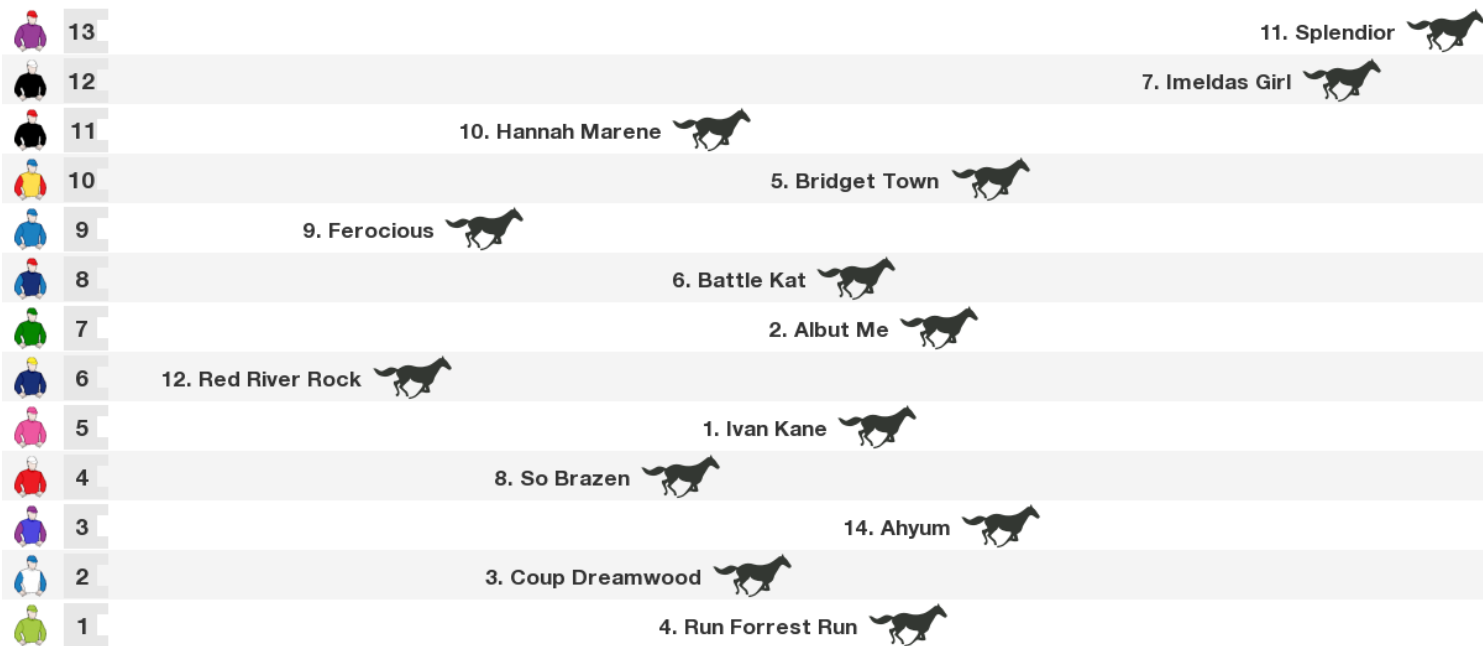 13 11. Splendior
12 7. Imeldas Girl
11 10. Hannah Marene
10 5. Bridget Town
9 9. Ferocious
8 6. Battle Kat
7 2. Albut Me
6 12. Red River Rock
5 1. Ivan Kane
4 8. So Brazen
3 14. Ahyum
2 3. Coup Dreamwood
1 4. Run Forrest Run